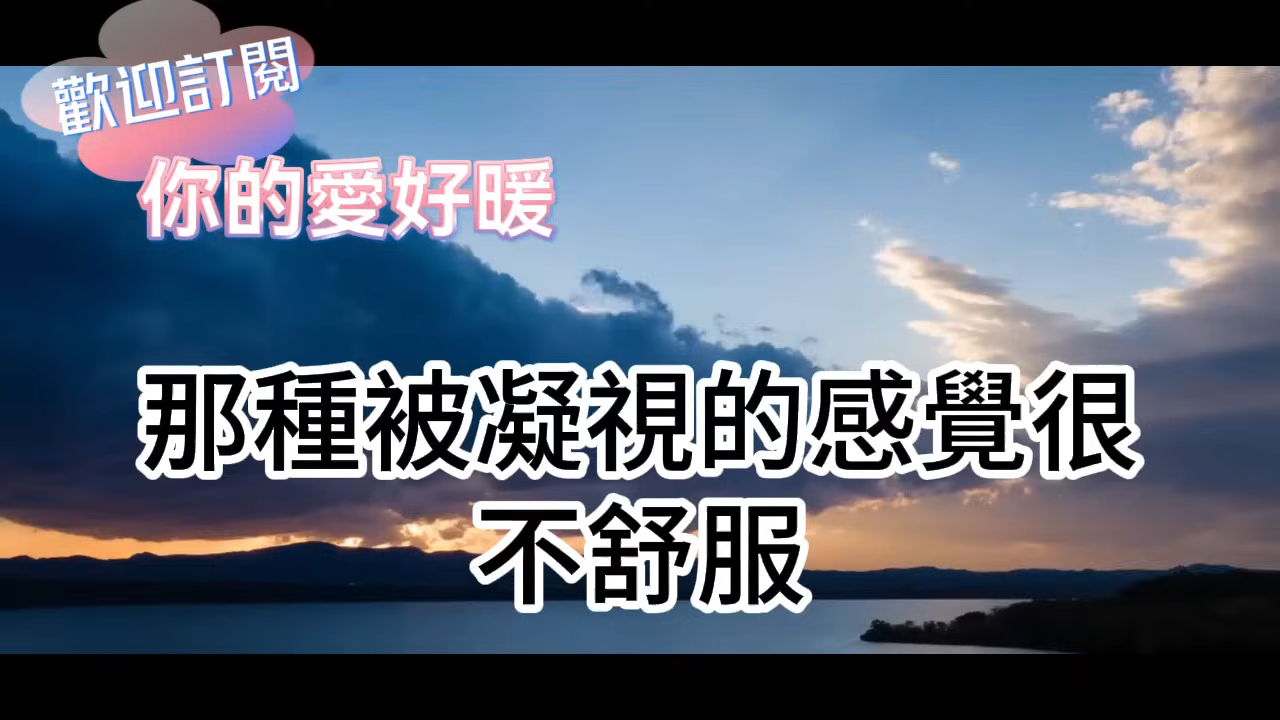 歡迎訂閱
你的愛好暖
那種被凝視的感覺很
不舒服